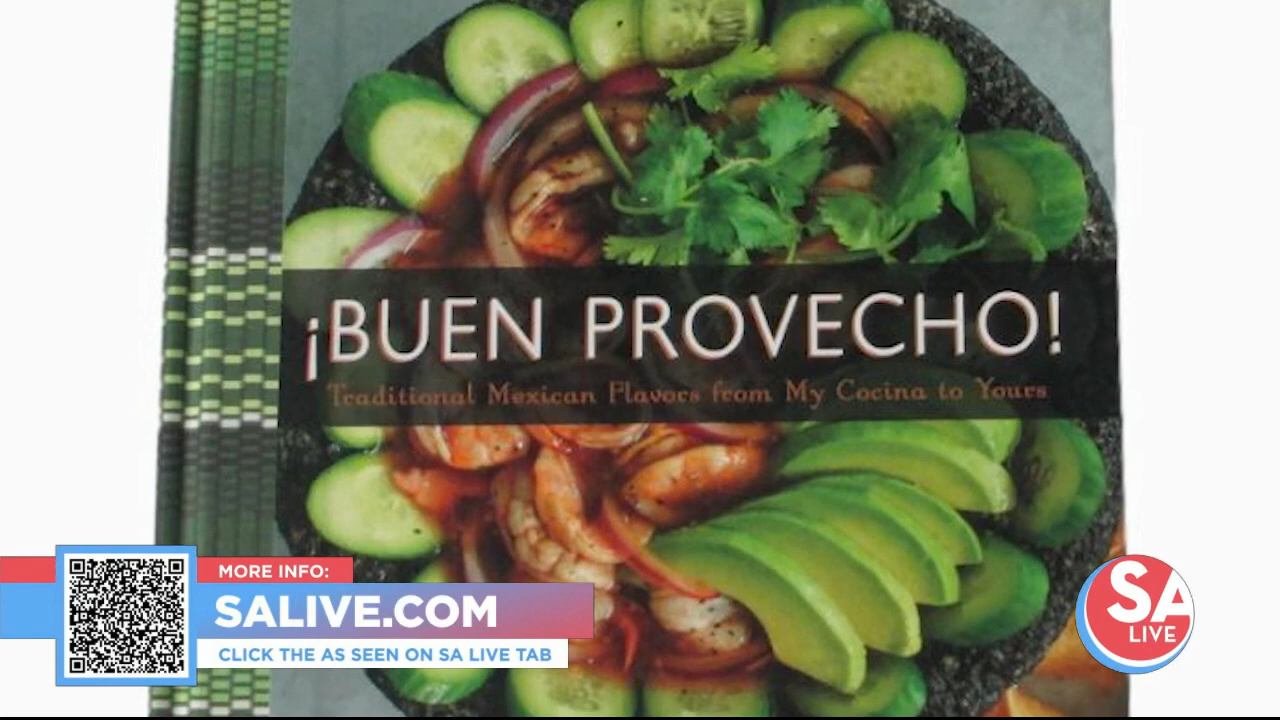 ¡BUEN PROVECHO!
Traditional Mexican Flavors from My Cocina to Yours
MORE INFO:
SALIVE.COM
CLICK THE AS SEEN ON SA LIVE TAB
SA
LIVE